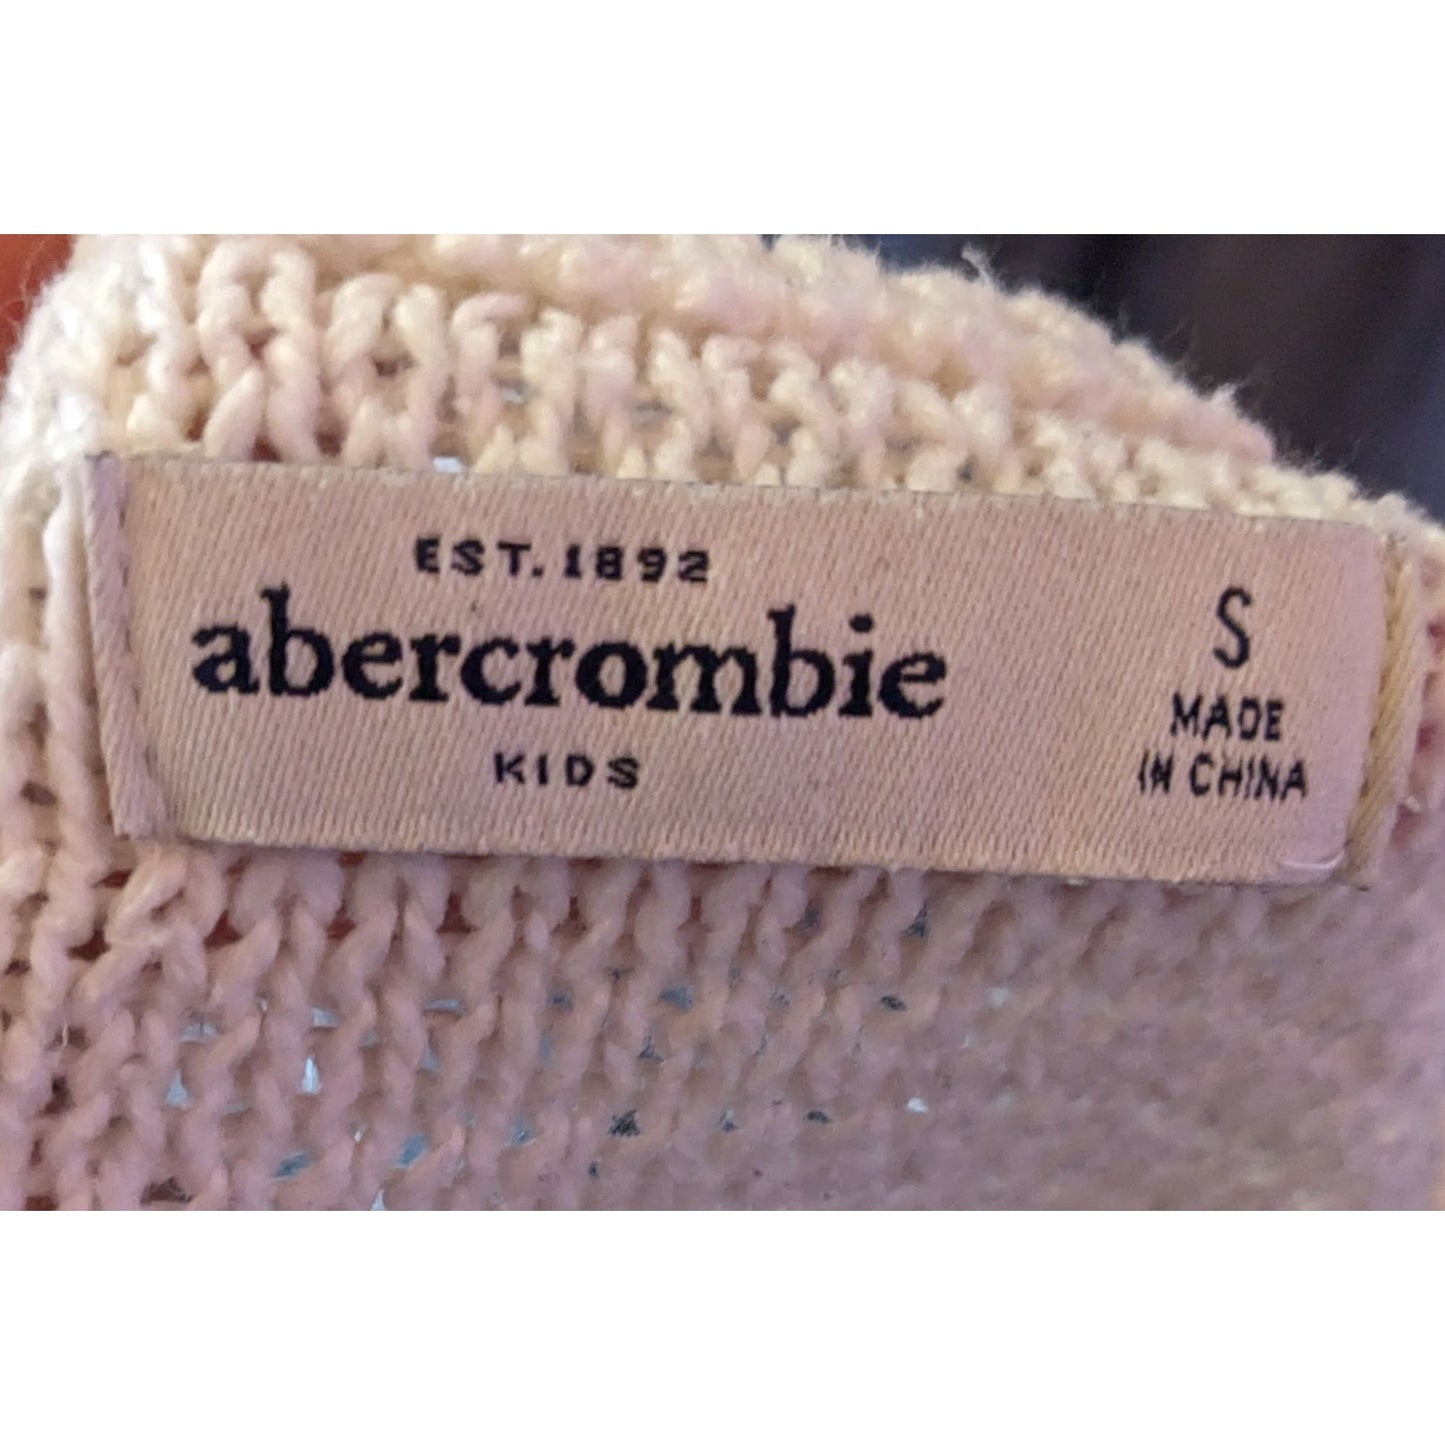 EST. 1892
abercrombie
KIDS
S
MADE
IN CHINA